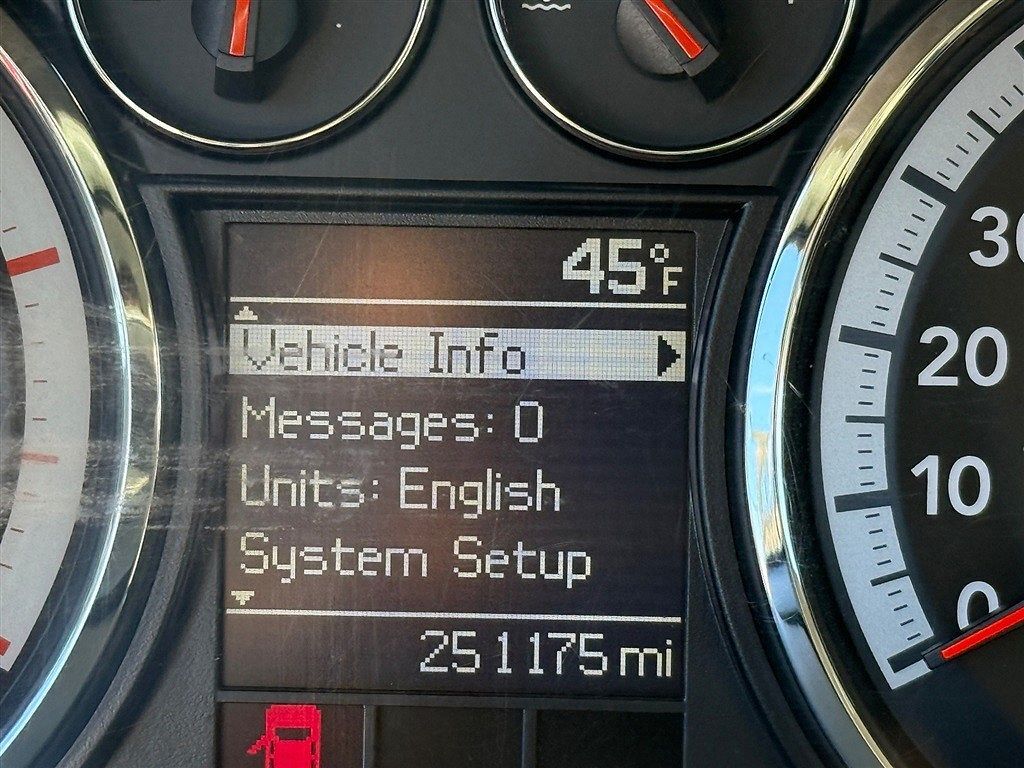 45°F
Vehicle Info
Messages: 0
Units: English
System Setup
251175 mi
30
20
10
0